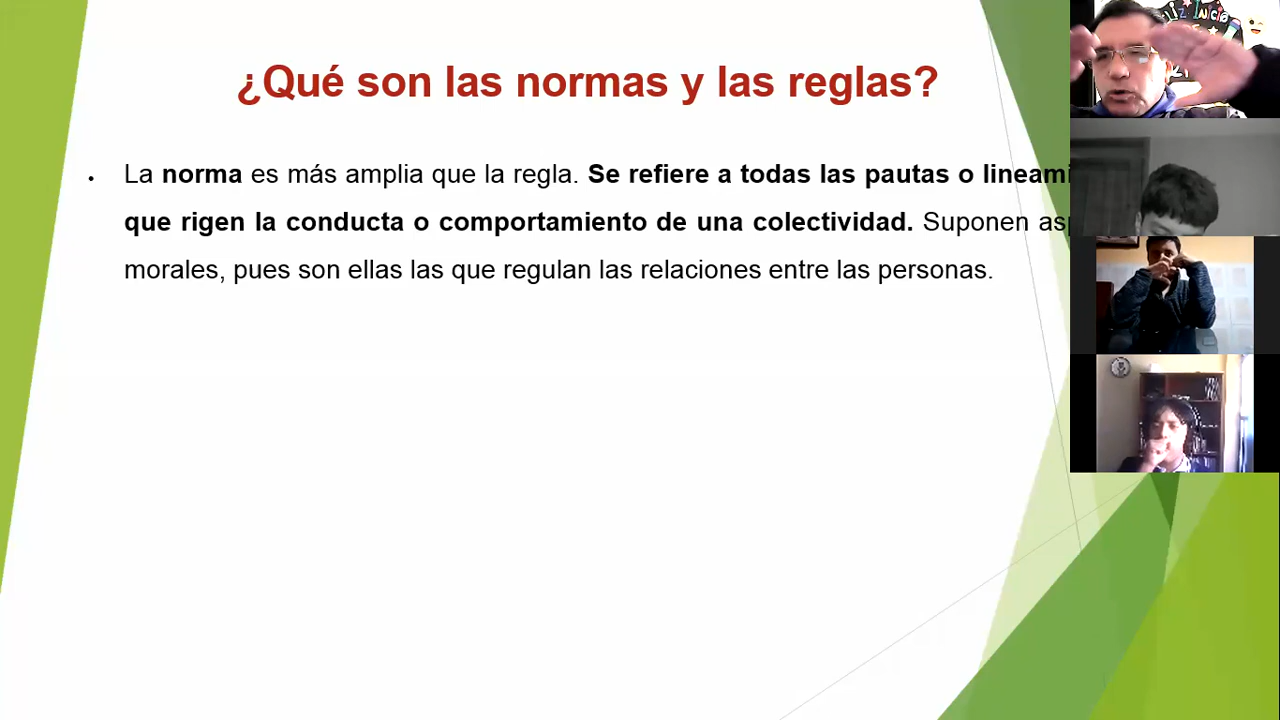 ¿Qué son las normas y las reglas?
La norma es más amplia que la regla. Se refiere a todas las pautas o
que rigen la conducta o comportamiento de una colectividad. Suponen
morales, pues son ellas las que regulan las relaciones entre las personas.